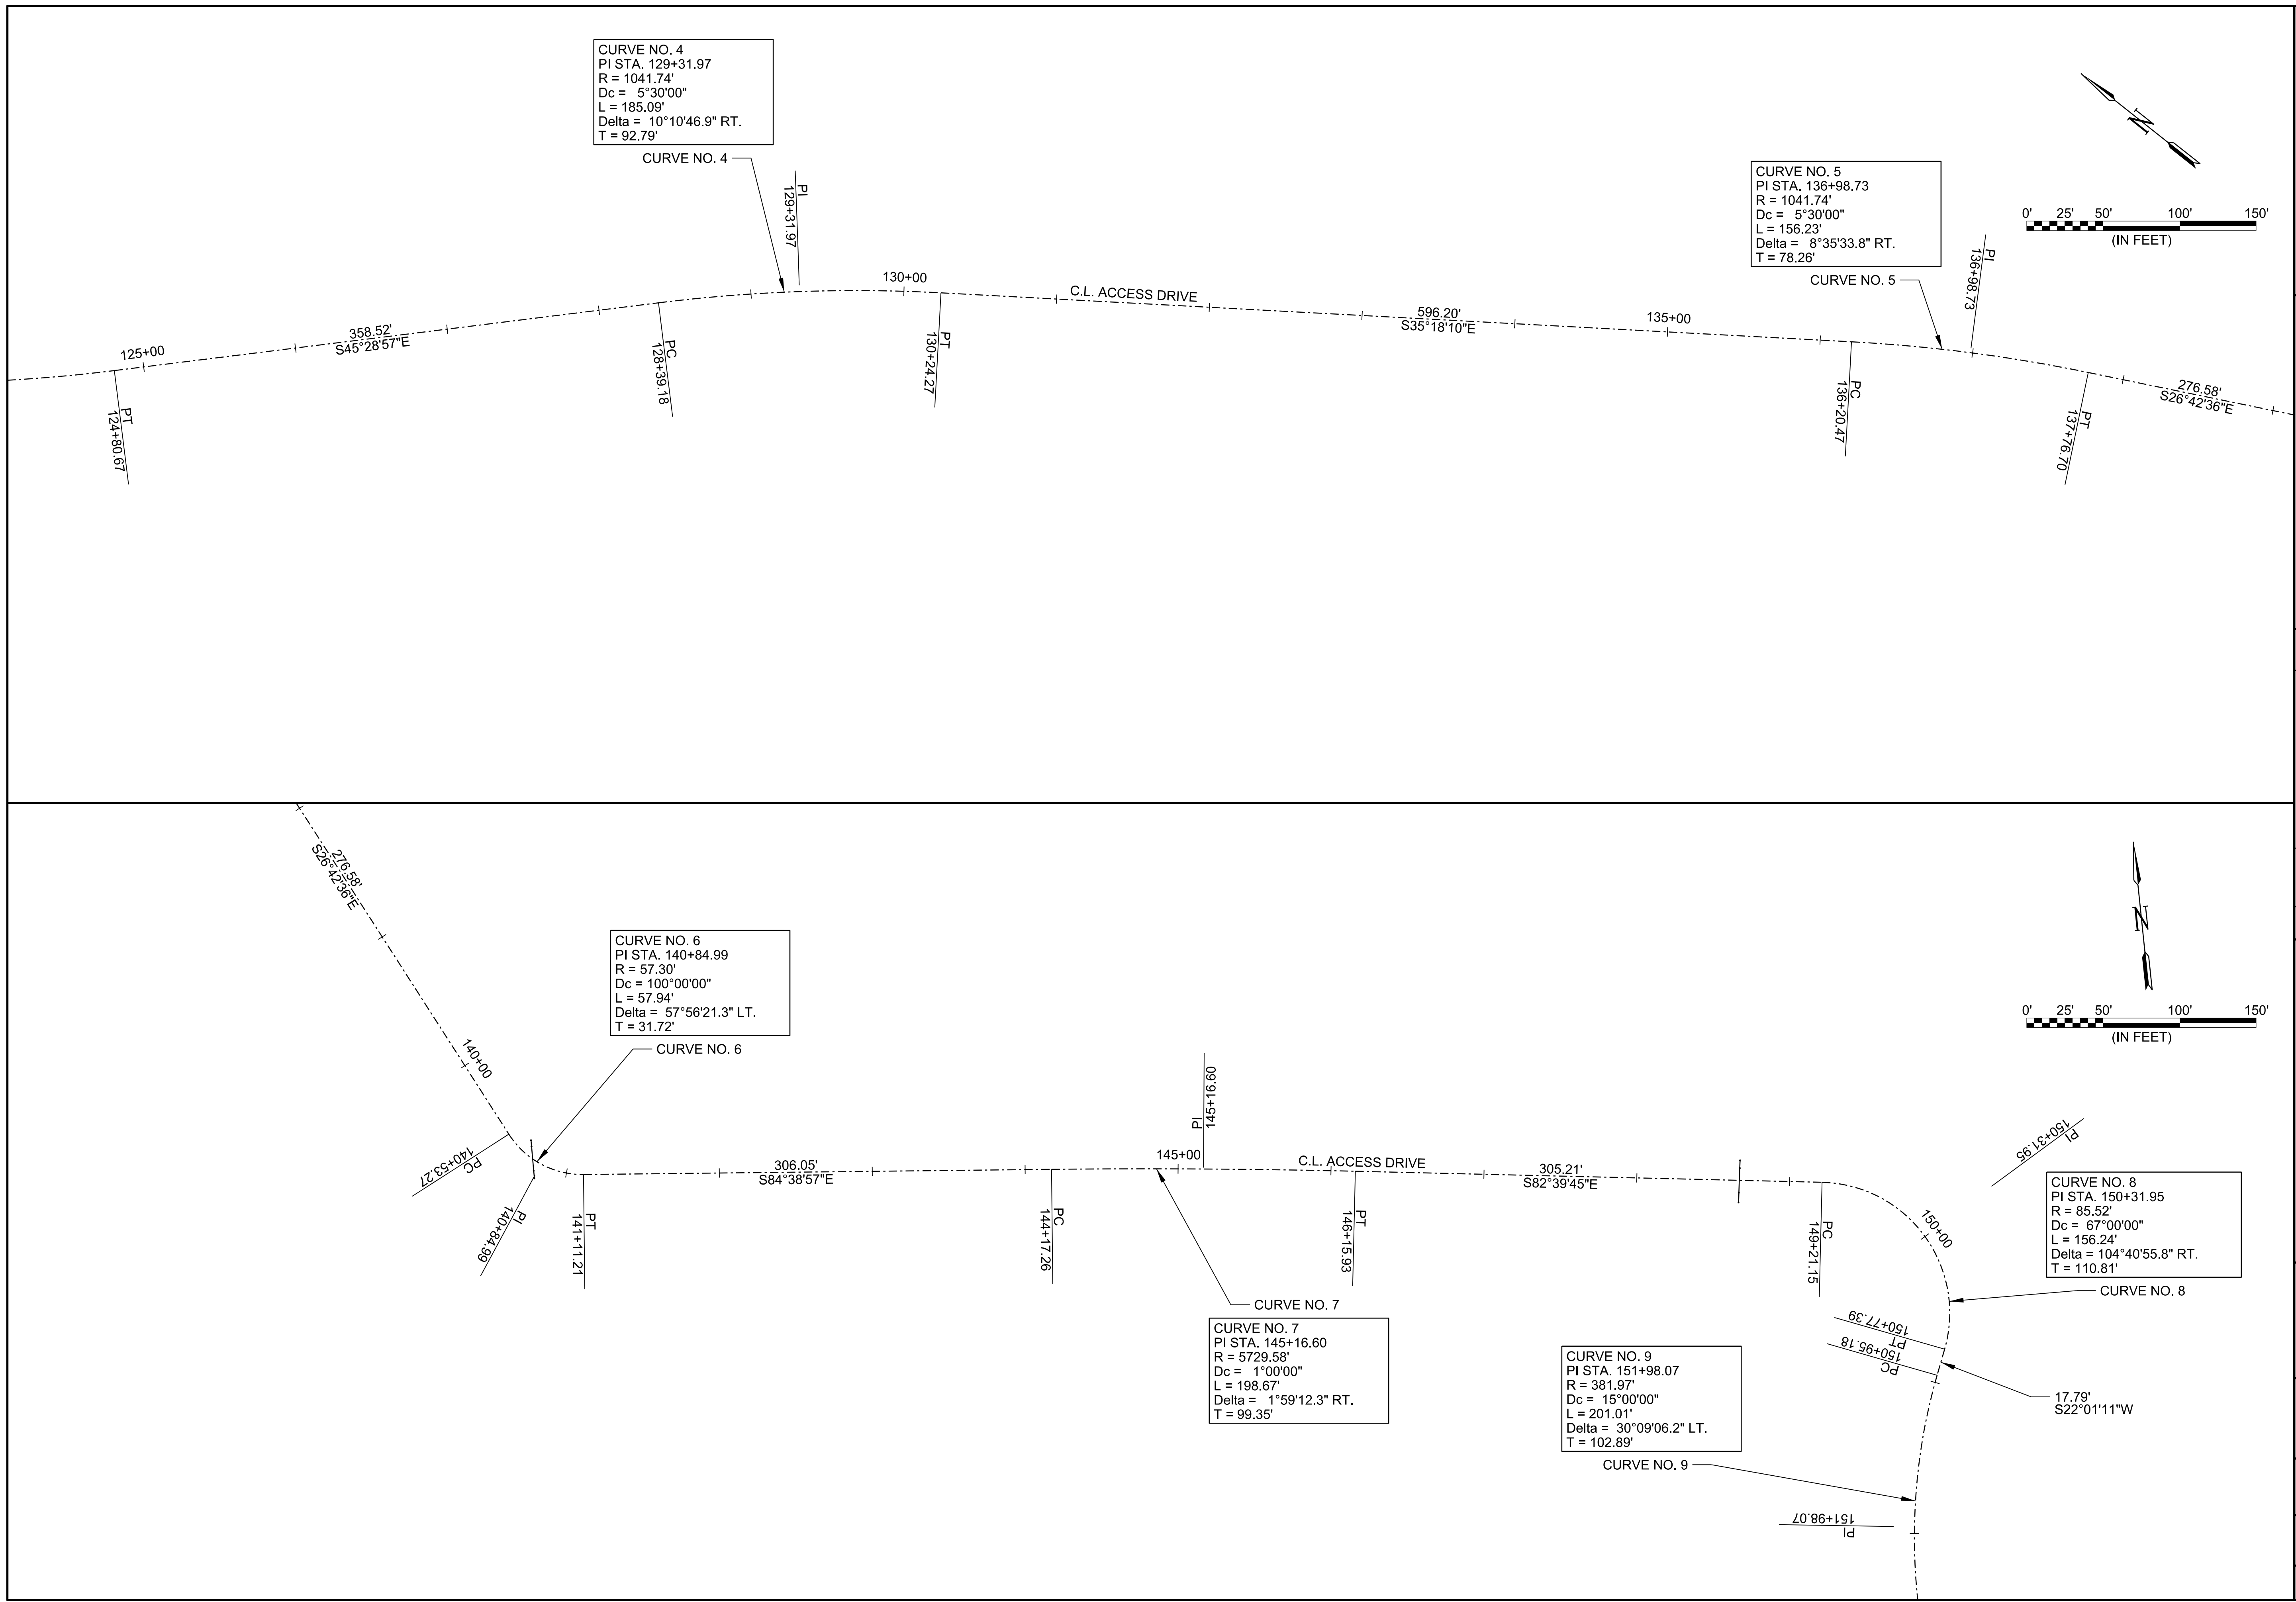 CURVE NO. 4
PI STA. 129+31.97
R = 1041.74'
Dc = 5°30'00"
L = 185.09'
Delta = 10°10'46.9" RT.
T = 92.79'
CURVE NO. 4
PI
129+31.97
CURVE NO. 5
PI STA. 136+98.73
R = 1041.74'
Dc = 5°30'00"
L = 156.23'
Delta = 8°35'33.8" RT.
T = 78.26'
CURVE NO. 5
PI
136+98.73
N
0' 25' 50' 100' 150'
(IN FEET)
125+00
358.52'
S45°28'57"E
130+00
C.L. ACCESS DRIVE
596.20'
S35°18'10"E
135+00
276.58'
S26°42'36"E
PT
124+80.67
PC
128+39.18
PT
130+24.27
PC
136+20.47
PT
137+76.70
276.58'
S26°42'36"E
140+00
CURVE NO. 6
PI STA. 140+84.99
R = 57.30'
Dc = 100°00'00"
L = 57.94'
Delta = 57°56'21.3" LT.
T = 31.72'
CURVE NO. 6
N
0' 25' 50' 100' 150'
(IN FEET)
140+53.27
PC
PI
140+84.99
PT
141+11.21
306.05'
S84°38'57"E
PC
144+17.26
145+00
PI
145+16.60
C.L. ACCESS DRIVE
PT
146+15.93
305.21'
S82°39'45"E
CURVE NO. 7
CURVE NO. 7
PI STA. 145+16.60
R = 5729.58'
Dc = 1°00'00"
L = 198.67'
Delta = 1°59'12.3" RT.
T = 99.35'
PC
149+21.15
150+00
150+31.95
PI
CURVE NO. 8
PI STA. 150+31.95
R = 85.52'
Dc = 67°00'00"
L = 156.24'
Delta = 104°40'55.8" RT.
T = 110.81'
CURVE NO. 8
150+77.39
PT
150+95.18
PC
17.79'
S22°01'11"W
CURVE NO. 9
PI STA. 151+98.07
R = 381.97'
Dc = 15°00'00"
L = 201.01'
Delta = 30°09'06.2" LT.
T = 102.89'
CURVE NO. 9
151+98.07
PI